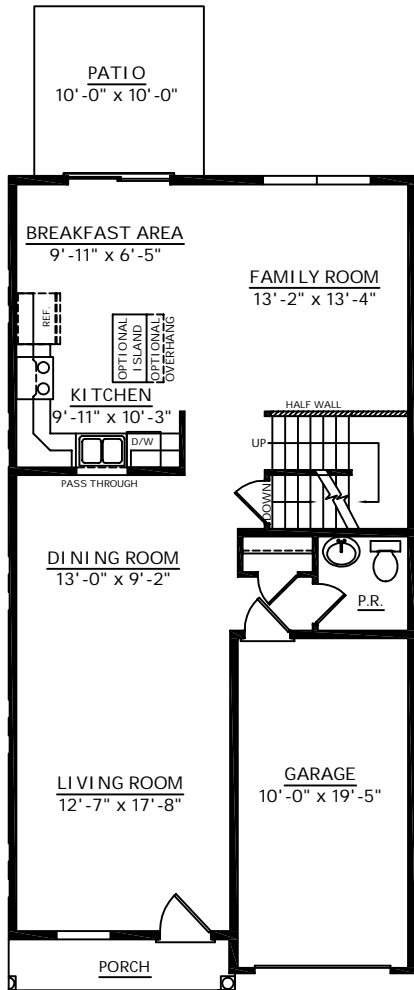 PATIO
10'-0" x 10'-0"
BREAKFAST AREA
9'-11" x 6'-5"
FAMILY ROOM
13'-2" x 13'-4"
REF.
OPTIONAL
ISLAND
OPTIONAL
OVERHANG
KITCHEN
9'-11" x 10'-3"
HALF WALL
D/W
UP
PASS THROUGH
DOWN
DINING ROOM
13'-0" x 9'-2"
P.R.
LIVING ROOM
12'-7" x 17'-8"
GARAGE
10'-0" x 19'-5"
PORCH